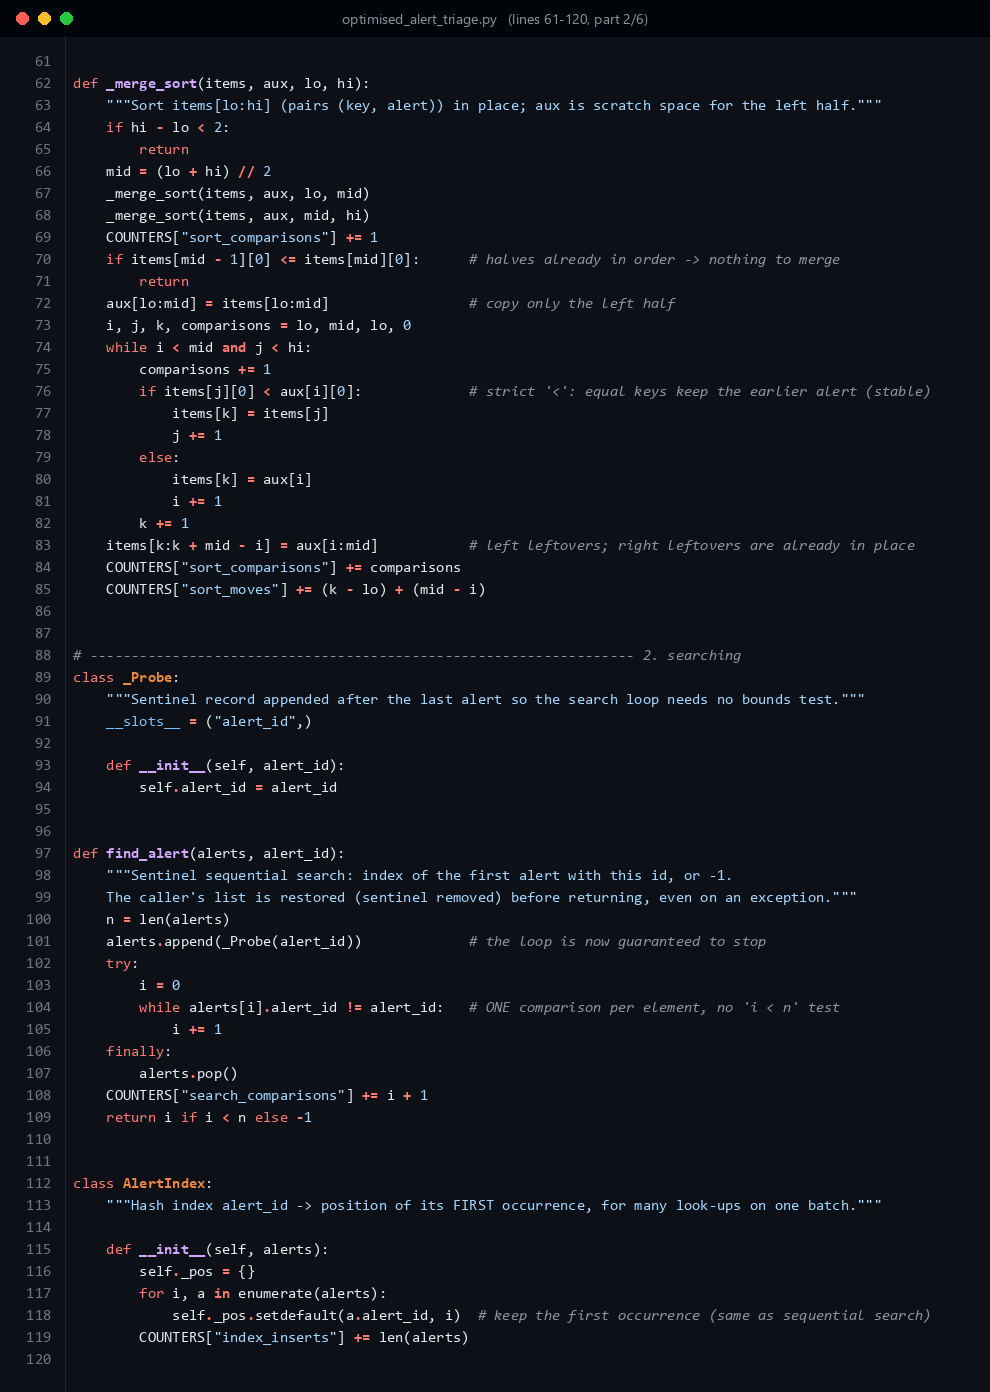 optimised_alert_triage.py   (lines 61-120, part 2/6)
61
62 def _merge_sort(items, aux, lo, hi):
63     """Sort items[lo:hi] (pairs (key, alert)) in place; aux is scratch space for the left half."""
64     if hi - lo < 2:
65         return
66     mid = (lo + hi) // 2
67     _merge_sort(items, aux, lo, mid)
68     _merge_sort(items, aux, mid, hi)
69     COUNTERS["sort_comparisons"] += 1
70     if items[mid - 1][0] <= items[mid][0]:      # halves already in order -> nothing to merge
71         return
72     aux[lo:mid] = items[lo:mid]                 # copy only the left half
73     i, j, k, comparisons = lo, mid, lo, 0
74     while i < mid and j < hi:
75         comparisons += 1
76         if items[j][0] < aux[i][0]:             # strict '<': equal keys keep the earlier alert (stable)
77             items[k] = items[j]
78             j += 1
79         else:
80             items[k] = aux[i]
81             i += 1
82         k += 1
83     items[k:k + mid - i] = aux[i:mid]           # left leftovers; right leftovers are already in place
84     COUNTERS["sort_comparisons"] += comparisons
85     COUNTERS["sort_moves"] += (k - lo) + (mid - i)
86
87
88 # ------------------------------------------------------------------ 2. searching
89 class _Probe:
90     """Sentinel record appended after the last alert so the search loop needs no bounds test."""
91     __slots__ = ("alert_id",)
92
93     def __init__(self, alert_id):
94         self.alert_id = alert_id
95
96
97 def find_alert(alerts, alert_id):
98     """Sentinel sequential search: index of the first alert with this id, or -1.
99     The caller's list is restored (sentinel removed) before returning, even on an exception."""
100     n = len(alerts)
101     alerts.append(_Probe(alert_id))             # the loop is now guaranteed to stop
102     try:
103         i = 0
104         while alerts[i].alert_id != alert_id:   # ONE comparison per element, no 'i < n' test
105             i += 1
106     finally:
107         alerts.pop()
108     COUNTERS["search_comparisons"] += i + 1
109     return i if i < n else -1
110
111
112 class AlertIndex:
113     """Hash index alert_id -> position of its FIRST occurrence, for many look-ups on one batch."""
114
115     def __init__(self, alerts):
116         self._pos = {}
117         for i, a in enumerate(alerts):
118             self._pos.setdefault(a.alert_id, i)  # keep the first occurrence (same as sequential search)
119         COUNTERS["index_inserts"] += len(alerts)
120